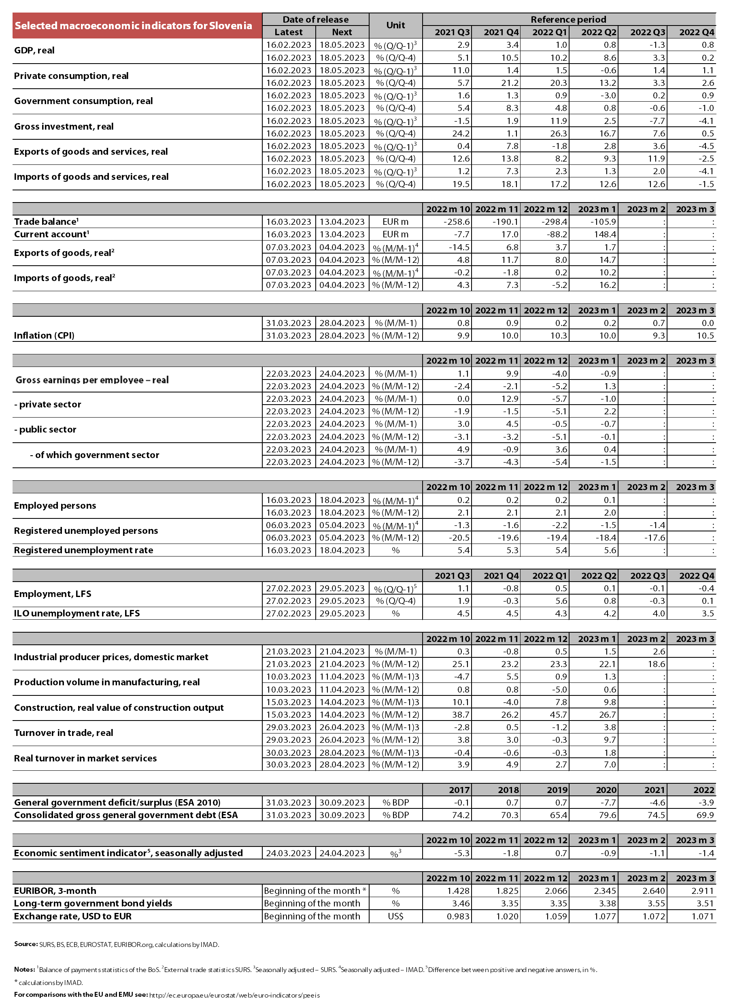 Selected macroeconomic indicators for Slovenia Date of release Unit Reference period
Latest Next 2021 Q3 2021 Q4 2022 Q1 2022 Q2 2022 Q3 2022 Q4
GDP, real 16.02.2023 18.05.2023 % (Q/Q-1)3 2.9 3.4 1.0 0.8 -1.3 0.8
16.02.2023 18.05.2023 % (Q/Q-4) 5.1 10.5 10.2 8.6 3.3 0.2
Private consumption, real 16.02.2023 18.05.2023 % (Q/Q-1)3 11.0 1.4 1.5 -0.6 1.4 1.1
16.02.2023 18.05.2023 % (Q/Q-4) 5.7 21.2 20.3 13.2 3.3 2.6
Government consumption, real 16.02.2023 18.05.2023 % (Q/Q-1)3 1.6 1.3 0.9 -3.0 0.2 0.9
16.02.2023 18.05.2023 % (Q/Q-4) 5.4 8.3 4.8 0.8 -0.6 -1.0
Gross investment, real 16.02.2023 18.05.2023 % (Q/Q-1)3 -1.5 1.9 11.9 2.5 -7.7 -4.1
16.02.2023 18.05.2023 % (Q/Q-4) 24.2 1.1 26.3 16.7 7.6 0.5
Exports of goods and services, real 16.02.2023 18.05.2023 % (Q/Q-1)3 0.4 7.8 -1.8 2.8 3.6 -4.5
16.02.2023 18.05.2023 % (Q/Q-4) 12.6 13.8 8.2 9.3 11.9 -2.5
Imports of goods and services, real 16.02.2023 18.05.2023 % (Q/Q-1)3 1.2 7.3 2.3 1.3 2.0 -4.1
16.02.2023 18.05.2023 % (Q/Q-4) 19.5 18.1 17.2 12.6 12.6 -1.5
2022 m 10 2022 m 11 2022 m 12 2023 m 1 2023 m 2 2023 m 3
Trade balance1 16.03.2023 13.04.2023 EUR m -258.6 -190.1 -298.4 -105.9 : :
Current account1 16.03.2023 13.04.2023 EUR m -7.7 17.0 -88.2 148.4 : :
Exports of goods, real2 07.03.2023 04.04.2023 % (M/M-1)4 -14.5 6.8 3.7 1.7 : :
07.03.2023 04.04.2023 % (M/M-12) 4.8 11.7 8.0 14.7 : :
Imports of goods, real2 07.03.2023 04.04.2023 % (M/M-1)4 -0.2 -1.8 0.2 10.2 : :
07.03.2023 04.04.2023 % (M/M-12) 4.3 7.3 -5.2 16.2 : :
2022 m 10 2022 m 11 2022 m 12 2023 m 1 2023 m 2 2023 m 3
31.03.2023 28.04.2023 % (M/M-1) 0.8 0.9 0.2 0.2 0.7 0.0
Inflation (CPI) 31.03.2023 28.04.2023 % (M/M-12) 9.9 10.0 10.3 10.0 9.3 10.5
2022 m 10 2022 m 11 2022 m 12 2023 m 1 2023 m 2 2023 m 3
Gross earnings per employee – real 22.03.2023 24.04.2023 % (M/M-1) 1.1 9.9 -4.0 -0.9 : :
22.03.2023 24.04.2023 % (M/M-12) -2.4 -2.1 -5.2 1.3 : :
- private sector 22.03.2023 24.04.2023 % (M/M-1) 0.0 12.9 -5.7 -1.0 : :
22.03.2023 24.04.2023 % (M/M-12) -1.9 -1.5 -5.1 2.2 : :
- public sector 22.03.2023 24.04.2023 % (M/M-1) 3.0 4.5 -0.5 -0.7 : :
22.03.2023 24.04.2023 % (M/M-12) -3.1 -3.2 -5.1 -0.1 : :
- of which government sector 22.03.2023 24.04.2023 % (M/M-1) 4.9 -0.9 3.6 0.4 : :
22.03.2023 24.04.2023 % (M/M-12) -3.7 -4.3 -5.4 -1.5 : :
2022 m 10 2022 m 11 2022 m 12 2023 m 1 2023 m 2 2023 m 3
Employed persons 16.03.2023 18.04.2023 % (M/M-1)4 0.2 0.2 0.2 0.1 : :
16.03.2023 18.04.2023 % (M/M-12) 2.1 2.1 2.1 2.0 : :
Registered unemployed persons 06.03.2023 05.04.2023 % (M/M-1)4 -1.3 -1.6 -2.2 -1.5 -1.4 :
06.03.2023 05.04.2023 % (M/M-12) -20.5 -19.6 -19.4 -18.4 -17.6 :
Registered unemployment rate 16.03.2023 18.04.2023 % 5.4 5.3 5.4 5.6 : :
2021 Q3 2021 Q4 2022 Q1 2022 Q2 2022 Q3 2022 Q4
Employment, LFS 27.02.2023 29.05.2023 % (Q/Q-1)5 1.1 -0.8 0.5 0.1 -0.1 -0.4
27.02.2023 29.05.2023 % (Q/Q-4) 1.9 -0.3 5.6 0.8 -0.3 0.1
ILO unemployment rate, LFS 27.02.2023 29.05.2023 % 4.5 4.5 4.3 4.2 4.0 3.5
2022 m 10 2022 m 11 2022 m 12 2023 m 1 2023 m 2 2023 m 3
Industrial producer prices, domestic market 21.03.2023 21.04.2023 % (M/M-1) 0.3 -0.8 0.5 1.5 2.6 :
21.03.2023 21.04.2023 % (M/M-12) 25.1 23.2 23.3 22.1 18.6 :
Production volume in manufacturing, real 10.03.2023 11.04.2023 % (M/M-1)3 -4.7 5.5 0.9 1.3 : :
10.03.2023 11.04.2023 % (M/M-12) 0.8 0.8 -5.0 0.6 : :
Construction, real value of construction output 15.03.2023 14.04.2023 % (M/M-1)3 10.1 -4.0 7.8 9.8 : :
15.03.2023 14.04.2023 % (M/M-12) 38.7 26.2 45.7 26.7 : :
Turnover in trade, real 29.03.2023 26.04.2023 % (M/M-1)3 -2.8 0.5 -1.2 3.8 : :
29.03.2023 26.04.2023 % (M/M-12) 3.8 3.0 -0.3 9.7 : :
Real turnover in market services 30.03.2023 28.04.2023 % (M/M-1)3 -0.4 -0.6 -0.3 1.8 : :
30.03.2023 28.04.2023 % (M/M-12) 3.9 4.9 2.7 7.0 : :
2017 2018 2019 2020 2021 2022
General government deficit/surplus (ESA 2010) 31.03.2023 30.09.2023 % BDP -0.1 0.7 0.7 -7.7 -4.6 -3.9
Consolidated gross general government debt (ESA 31.03.2023 30.09.2023 % BDP 74.2 70.3 65.4 79.6 74.5 69.9
2022 m 10 2022 m 11 2022 m 12 2023 m 1 2023 m 2 2023 m 3
Economic sentiment indicator5, seasonally adjusted 24.03.2023 24.04.2023 %3 -5.3 -1.8 0.7 -0.9 -1.1 -1.4
2022 m 10 2022 m 11 2022 m 12 2023 m 1 2023 m 2 2023 m 3
EURIBOR, 3-month Beginning of the month * % 1.428 1.825 2.066 2.345 2.640 2.911
Long-term government bond yields Beginning of the month % 3.46 3.35 3.35 3.38 3.55 3.51
Exchange rate, USD to EUR Beginning of the month US$ 0.983 1.020 1.059 1.077 1.072 1.071
Source: SURS, BS, ECB, EUROSTAT, EURIBOR.org, calculations by IMAD.
Notes: 1Balance of payments statistics of the BoS. 2External trade statistics SURS. 3Seasonally adjusted – SURS. 4Seasonally adjusted – IMAD. 5Difference between positive and negative answers, in %.
* calculations by IMAD.
For comparisons with the EU and EMU see: http://ec.europa.eu/eurostat/web/euro-indicators/peeis